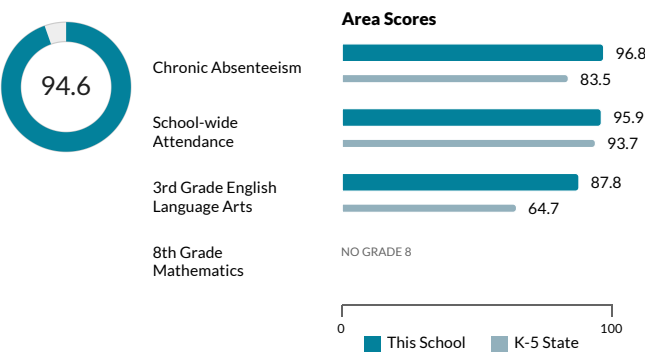 Area Scores
94.6
Chronic Absenteeism
96.8
83.5
School-wide
Attendance
95.9
93.7
3rd Grade English
Language Arts
87.8
64.7
8th Grade
Mathematics
NO GRADE 8
0
100
This School
K-5 State